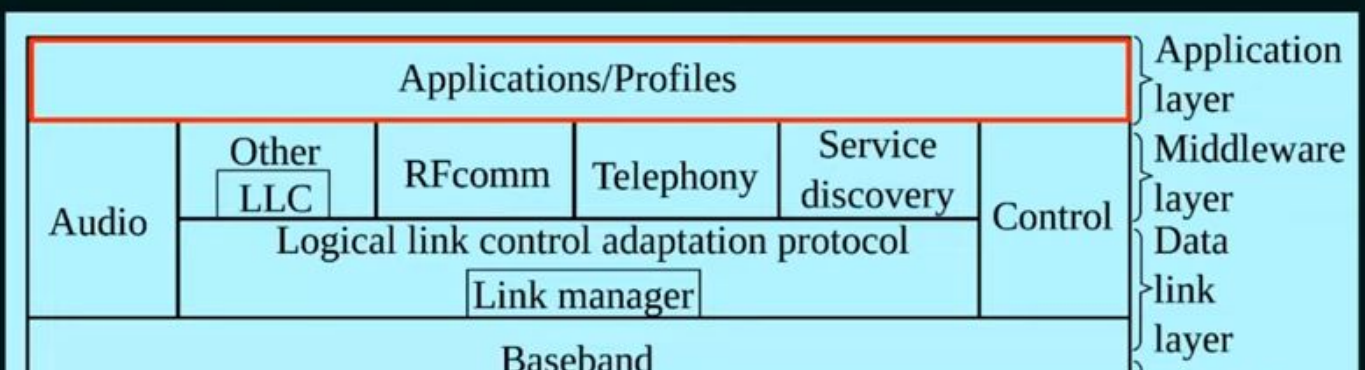 Applications/Profiles
Application
layer
Other
LLC
RFcomm
Telephony
Service
discovery
Audio
Control
Middleware
layer
Logical link control adaptation protocol
Link manager
Data
link
layer
Baseband